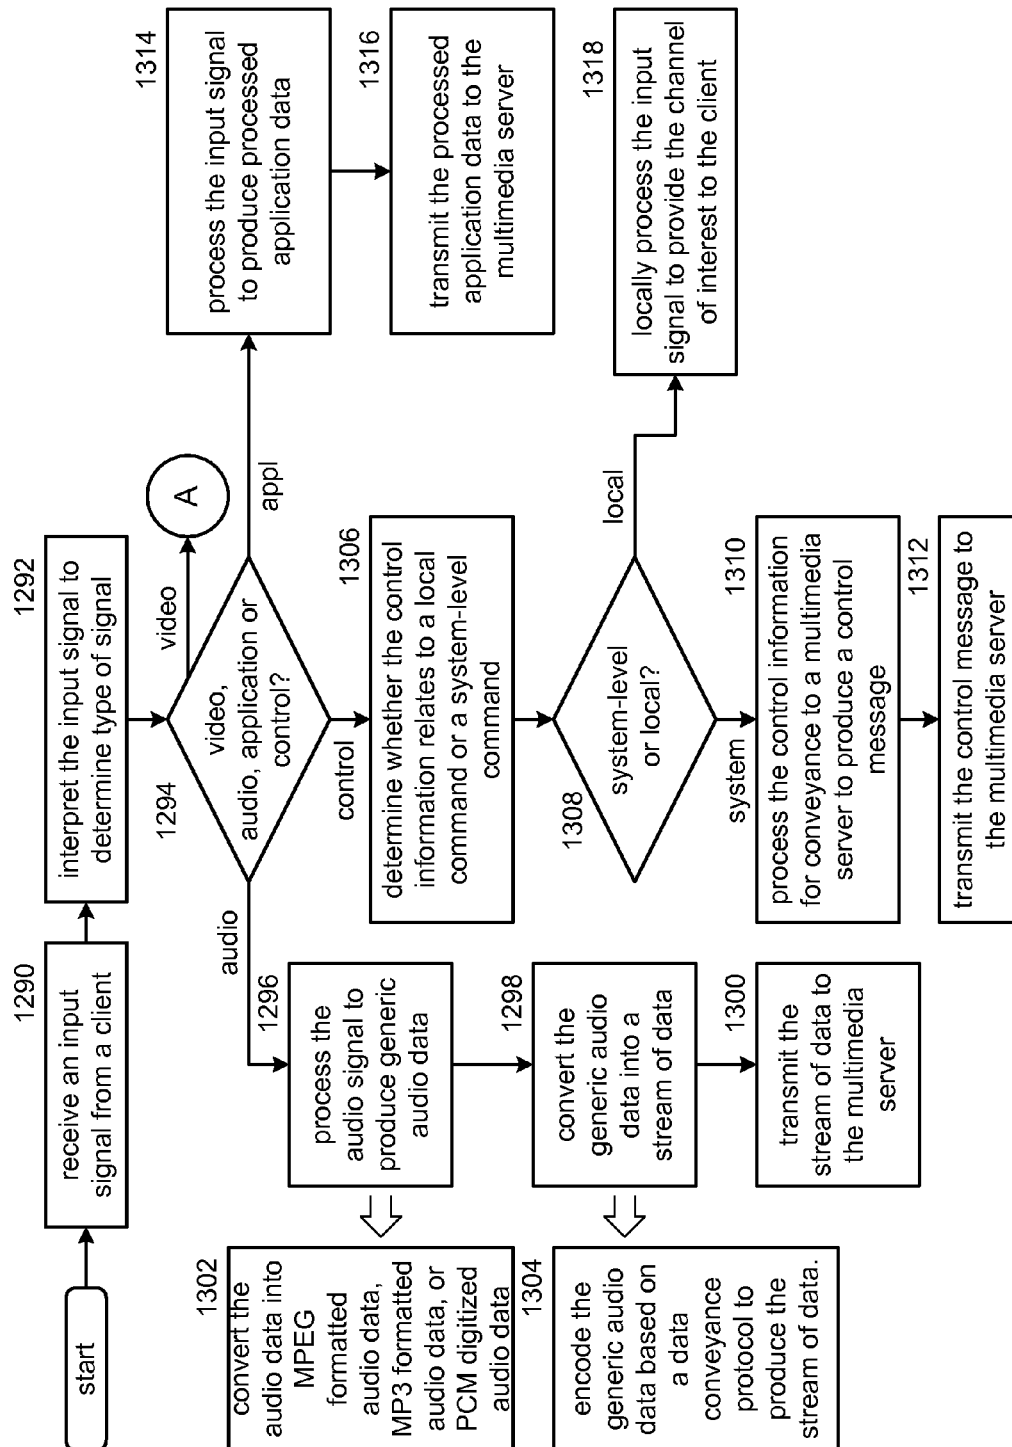 start
1290
receive an input
signal from a client
1292
interpret the input signal to
determine type of signal
1294
video,
audio, application or
control?
video
A
appl
1314
process the input signal
to produce processed
application data
1316
transmit the processed
application data to the
multimedia server
audio
1296
process the
audio signal to
produce generic
audio data
1302
convert the
audio data into
MPEG
formatted
audio data,
MP3 formatted
audio data, or
PCM digitized
audio data
1298
convert the
generic audio
data into a
stream of data
1304
encode the
generic audio
data based on
a data
conveyance
protocol to
produce the
stream of data.
1300
transmit the
stream of data to
the multimedia
server
control
1306
determine whether the control
information relates to a local
command or a system-level
command
1308
system-level
or local?
local
1318
locally process the input
signal to provide the channel
of interest to the client
system
1310
process the control information
for conveyance to a multimedia
server to produce a control
message
1312
transmit the control message to
the multimedia server